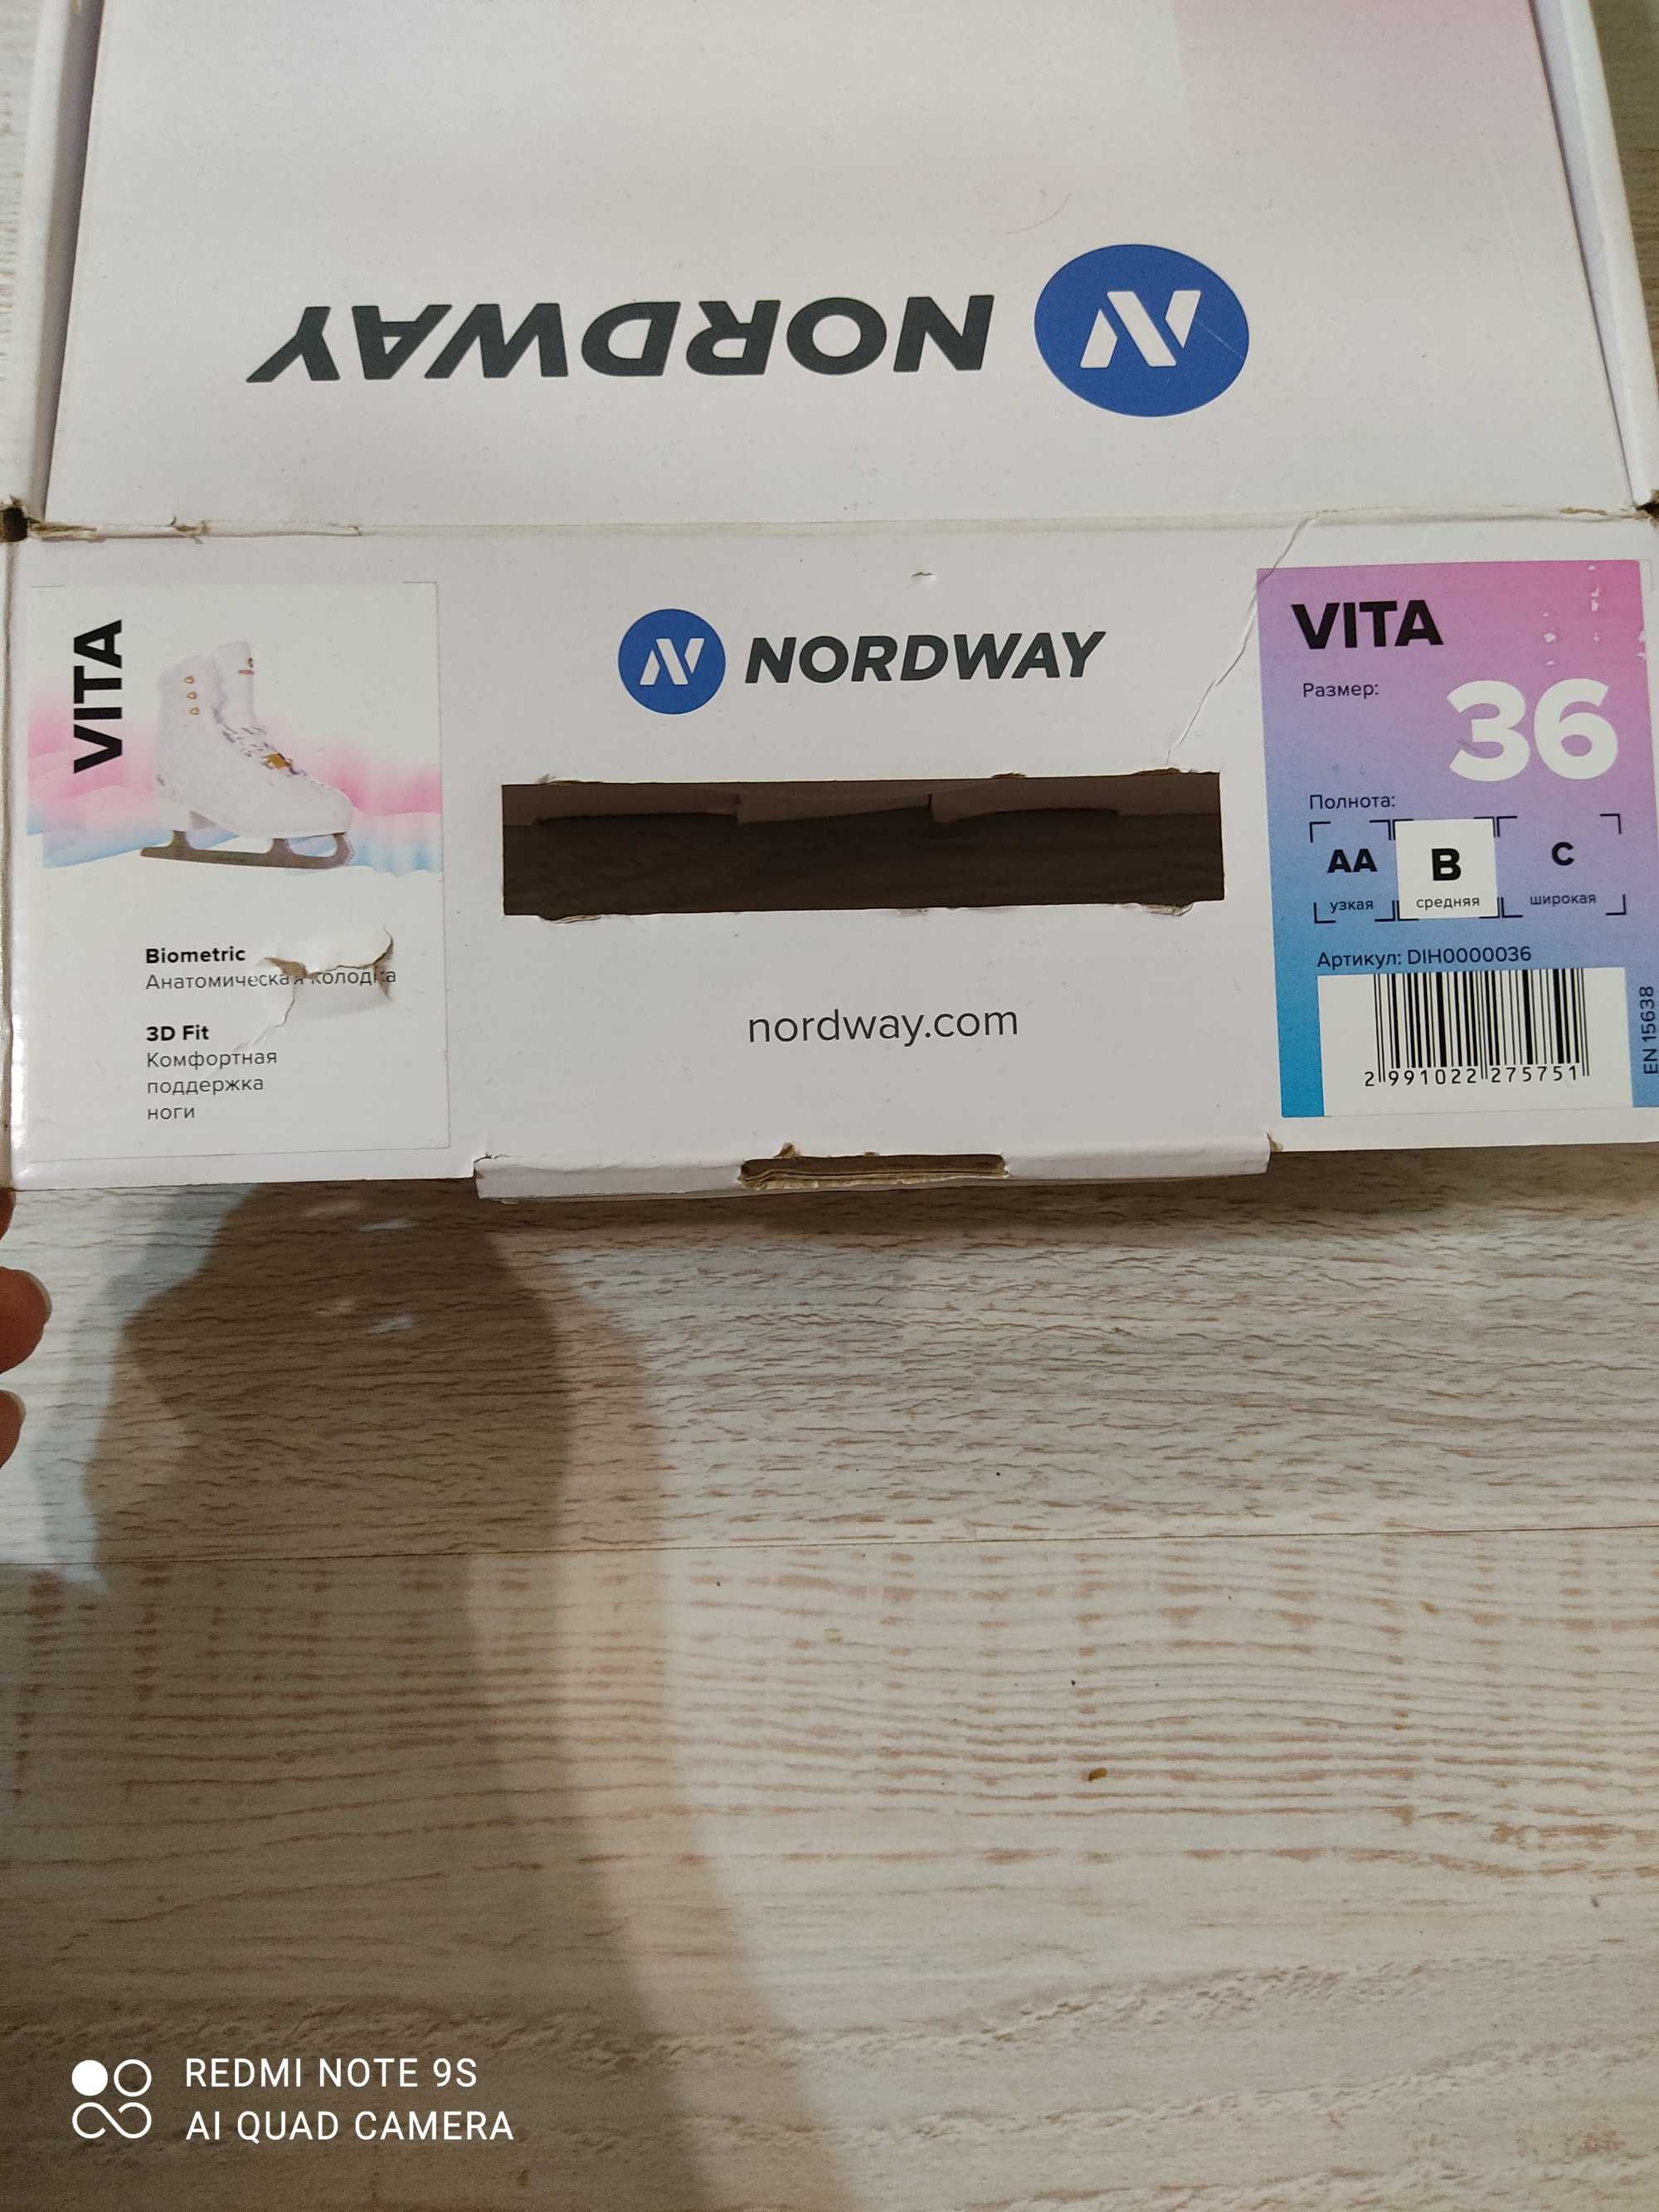 NORDWAY
VITA
NORDWAY
VITA
Размер:
36
Полнота:
AA
B
C
узкая
средняя
широкая
Артикул: DIH0000036
2 991022 275751
EN 15638
Biometric
Анатомическая колодка
3D Fit
Комфортная
поддержка
ноги
nordway.com
REDMI NOTE 9S
AI QUAD CAMERA